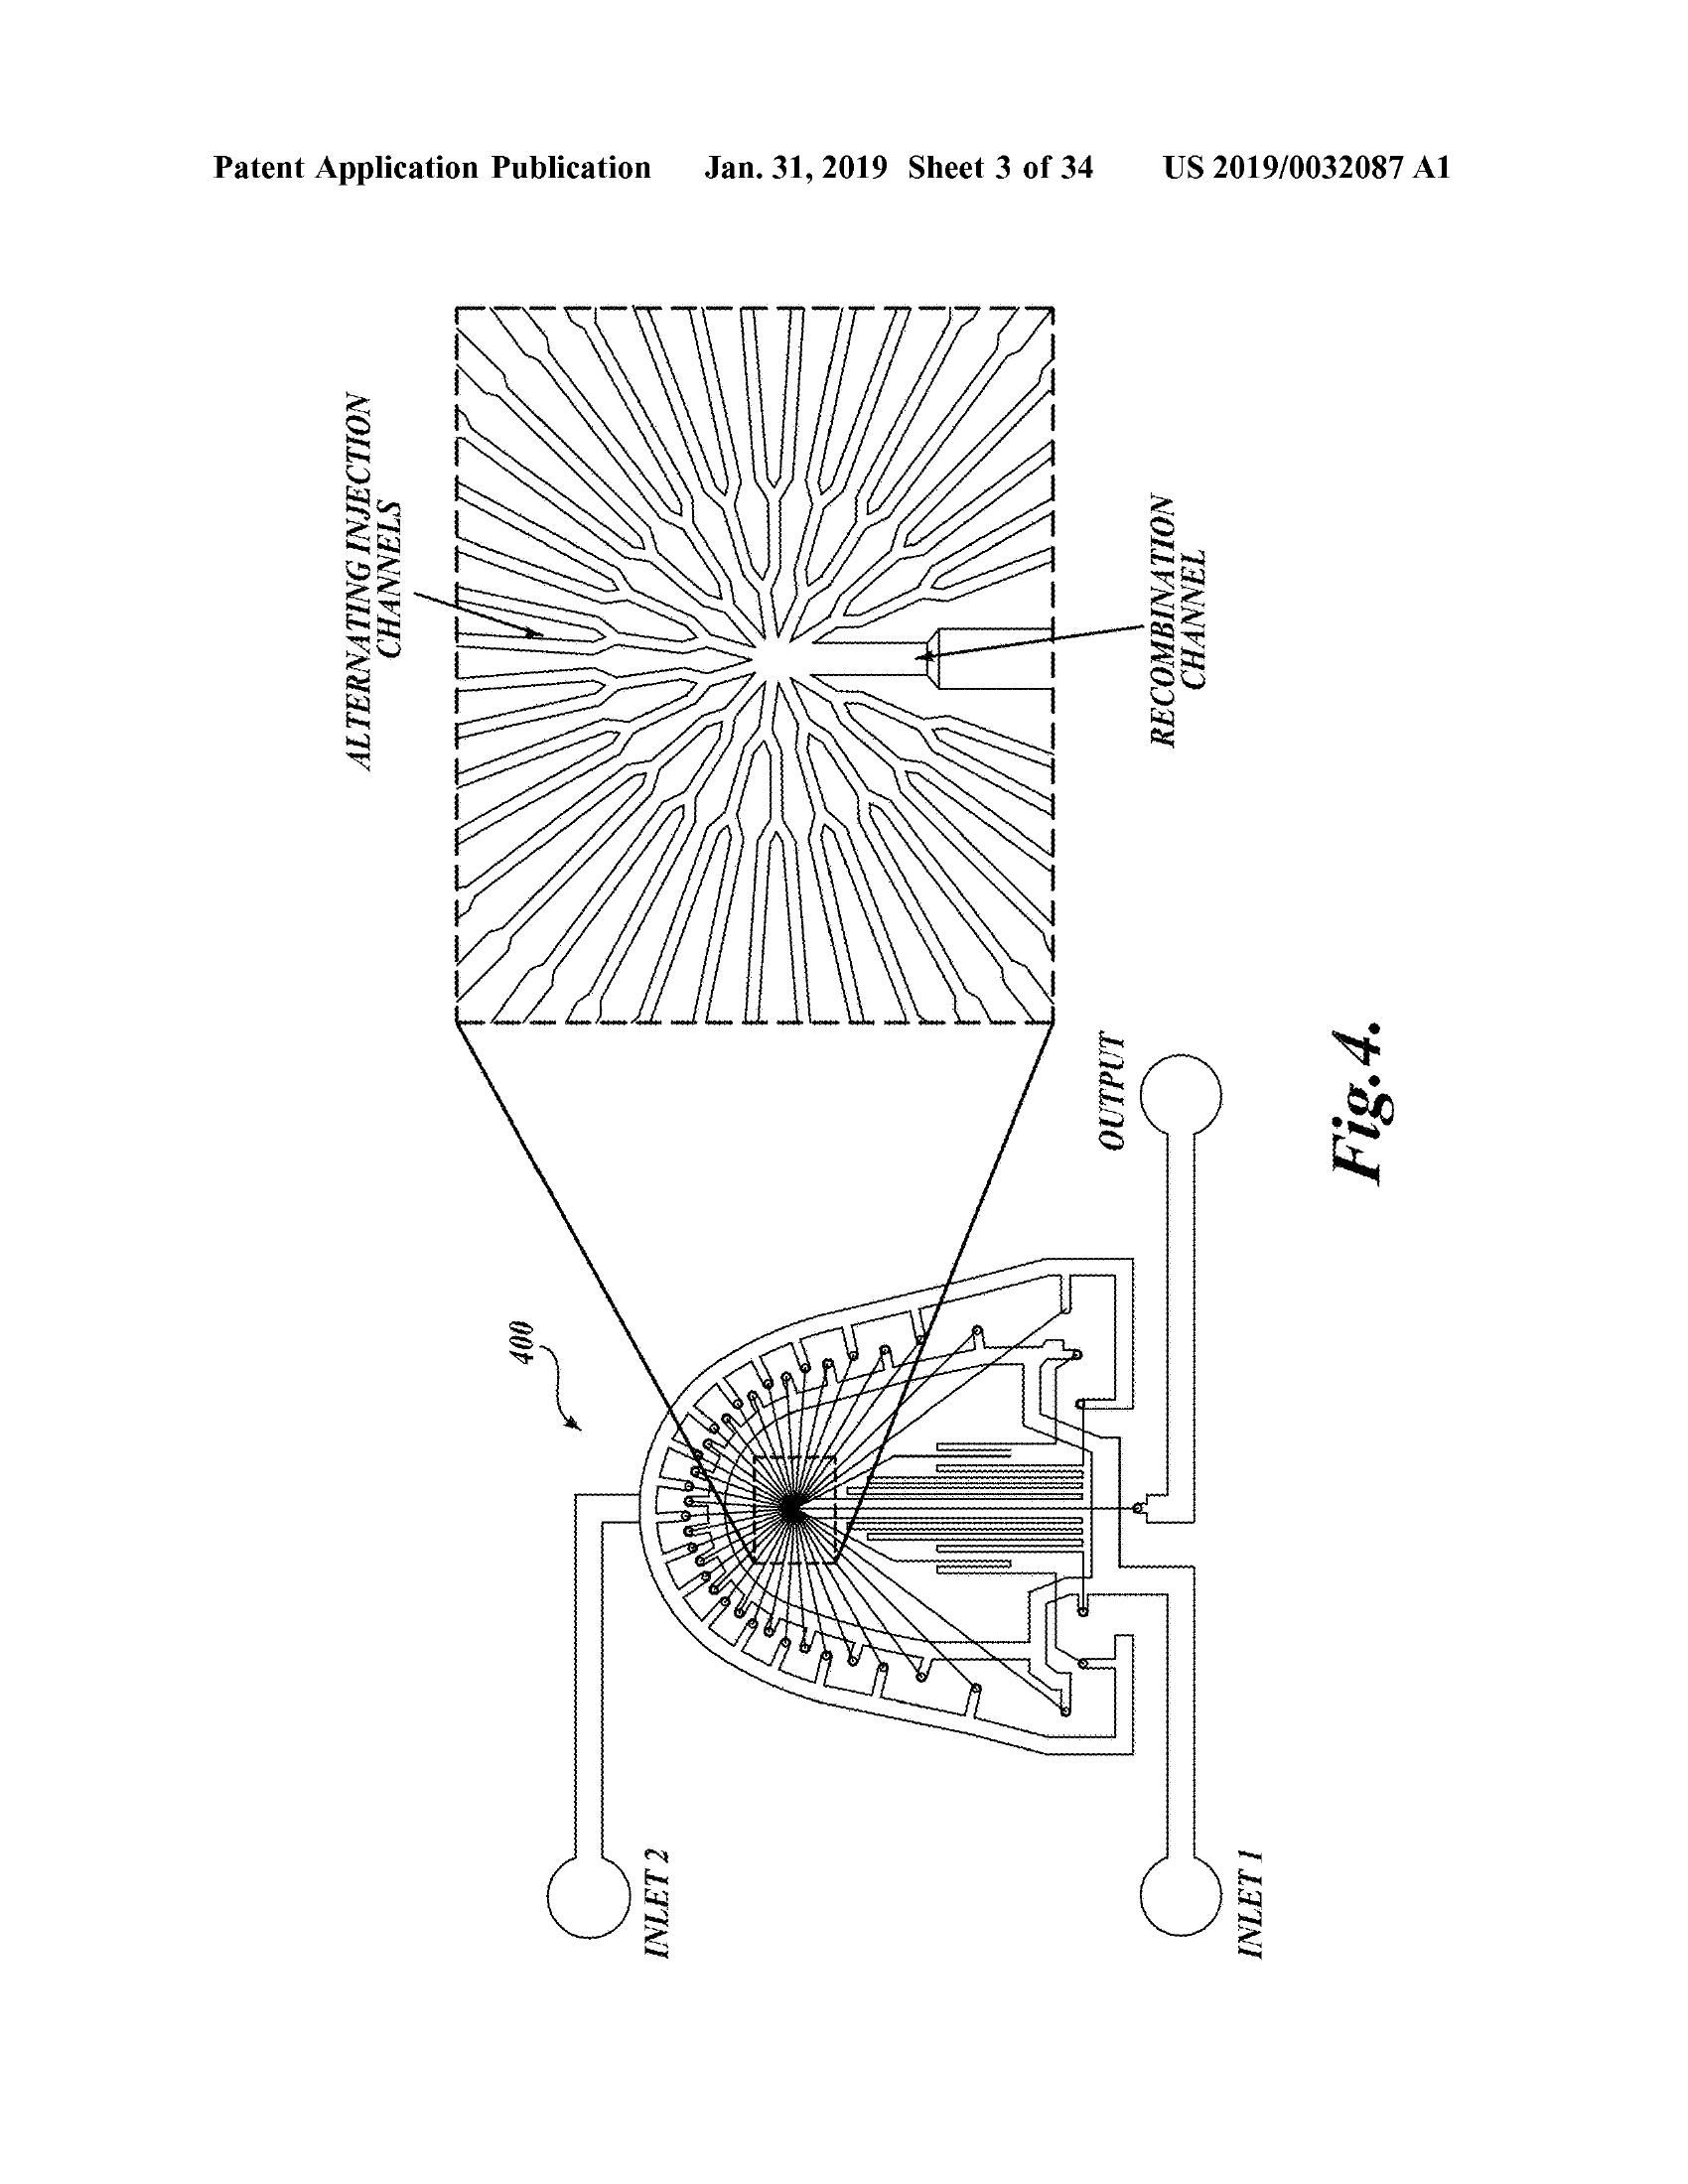 Patent Application Publication Jan. 31, 2019 Sheet 3 of 34 US 2019/0032087 A1
ALTERNATING INJECTION
CHANNELS
RECOMBINATION
CHANNEL
400
OUTPUT
INLET 2
INLET 1
Fig.4.